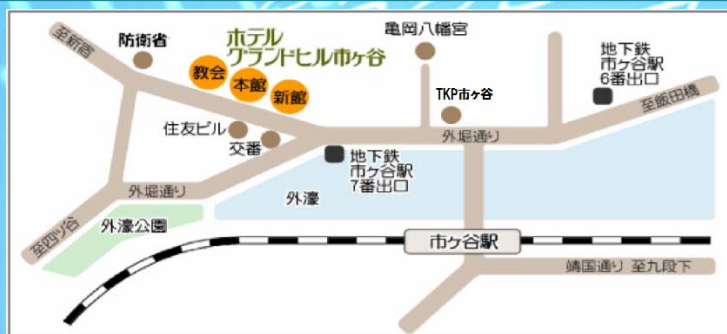 至新宿
防衛省
ホテル
グランドヒル市ヶ谷
教会
本館
新館
亀岡八幡宮
地下鉄
市ヶ谷駅
6番出口
至飯田橋
TKP市ヶ谷
住友ビル
交番
外堀通り
地下鉄
市ヶ谷駅
7番出口
外堀通り
外濠
至四ツ谷
外濠公園
市ヶ谷駅
靖国通り 至九段下